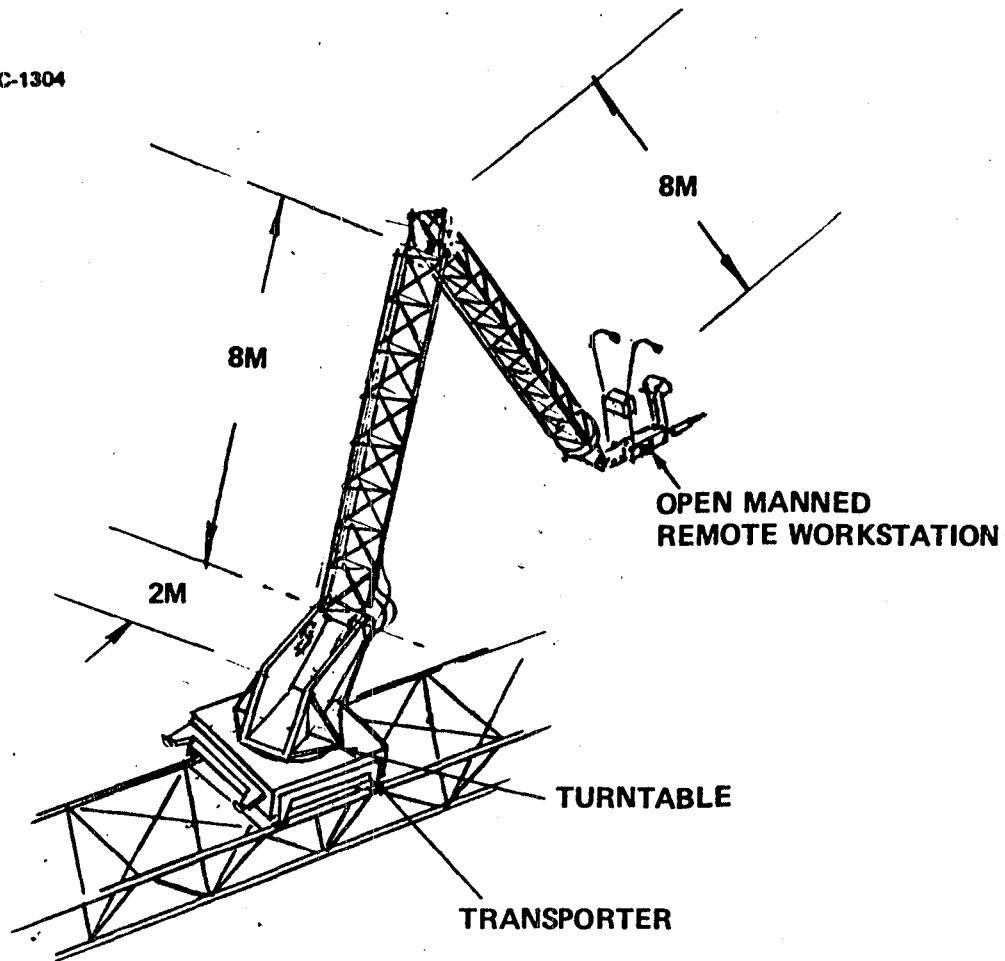 C-1304
8M
8M
2M
OPEN MANNED
REMOTE WORKSTATION
TURNTABLE
TRANSPORTER